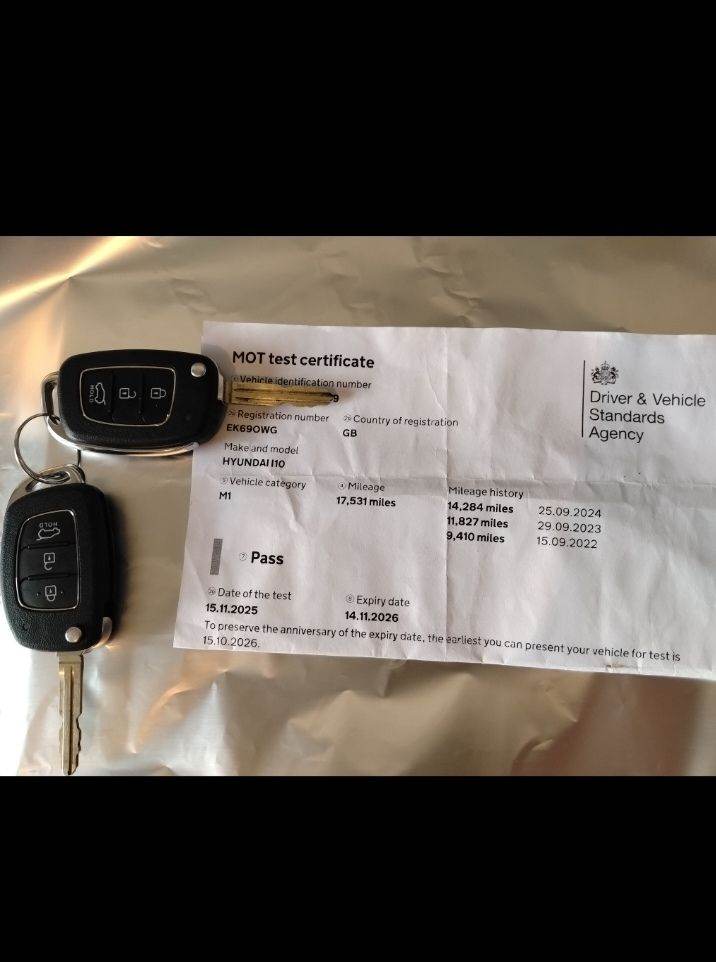 MOT test certificate
Driver & Vehicle
Standards
Agency
Vehicle identification number
9
Registration number
EK69OWG
Country of registration
GB
Make and model
HYUNDAI I10
Vehicle category
M1
Mileage
17,531 miles
Mileage history
14,284 miles 25.09.2024
11,827 miles 29.09.2023
9,410 miles 15.09.2022
Pass
Date of the test
15.11.2025
Expiry date
14.11.2026
To preserve the anniversary of the expiry date, the earliest you can present your vehicle for test is
15.10.2026.
HOLD
HOLD